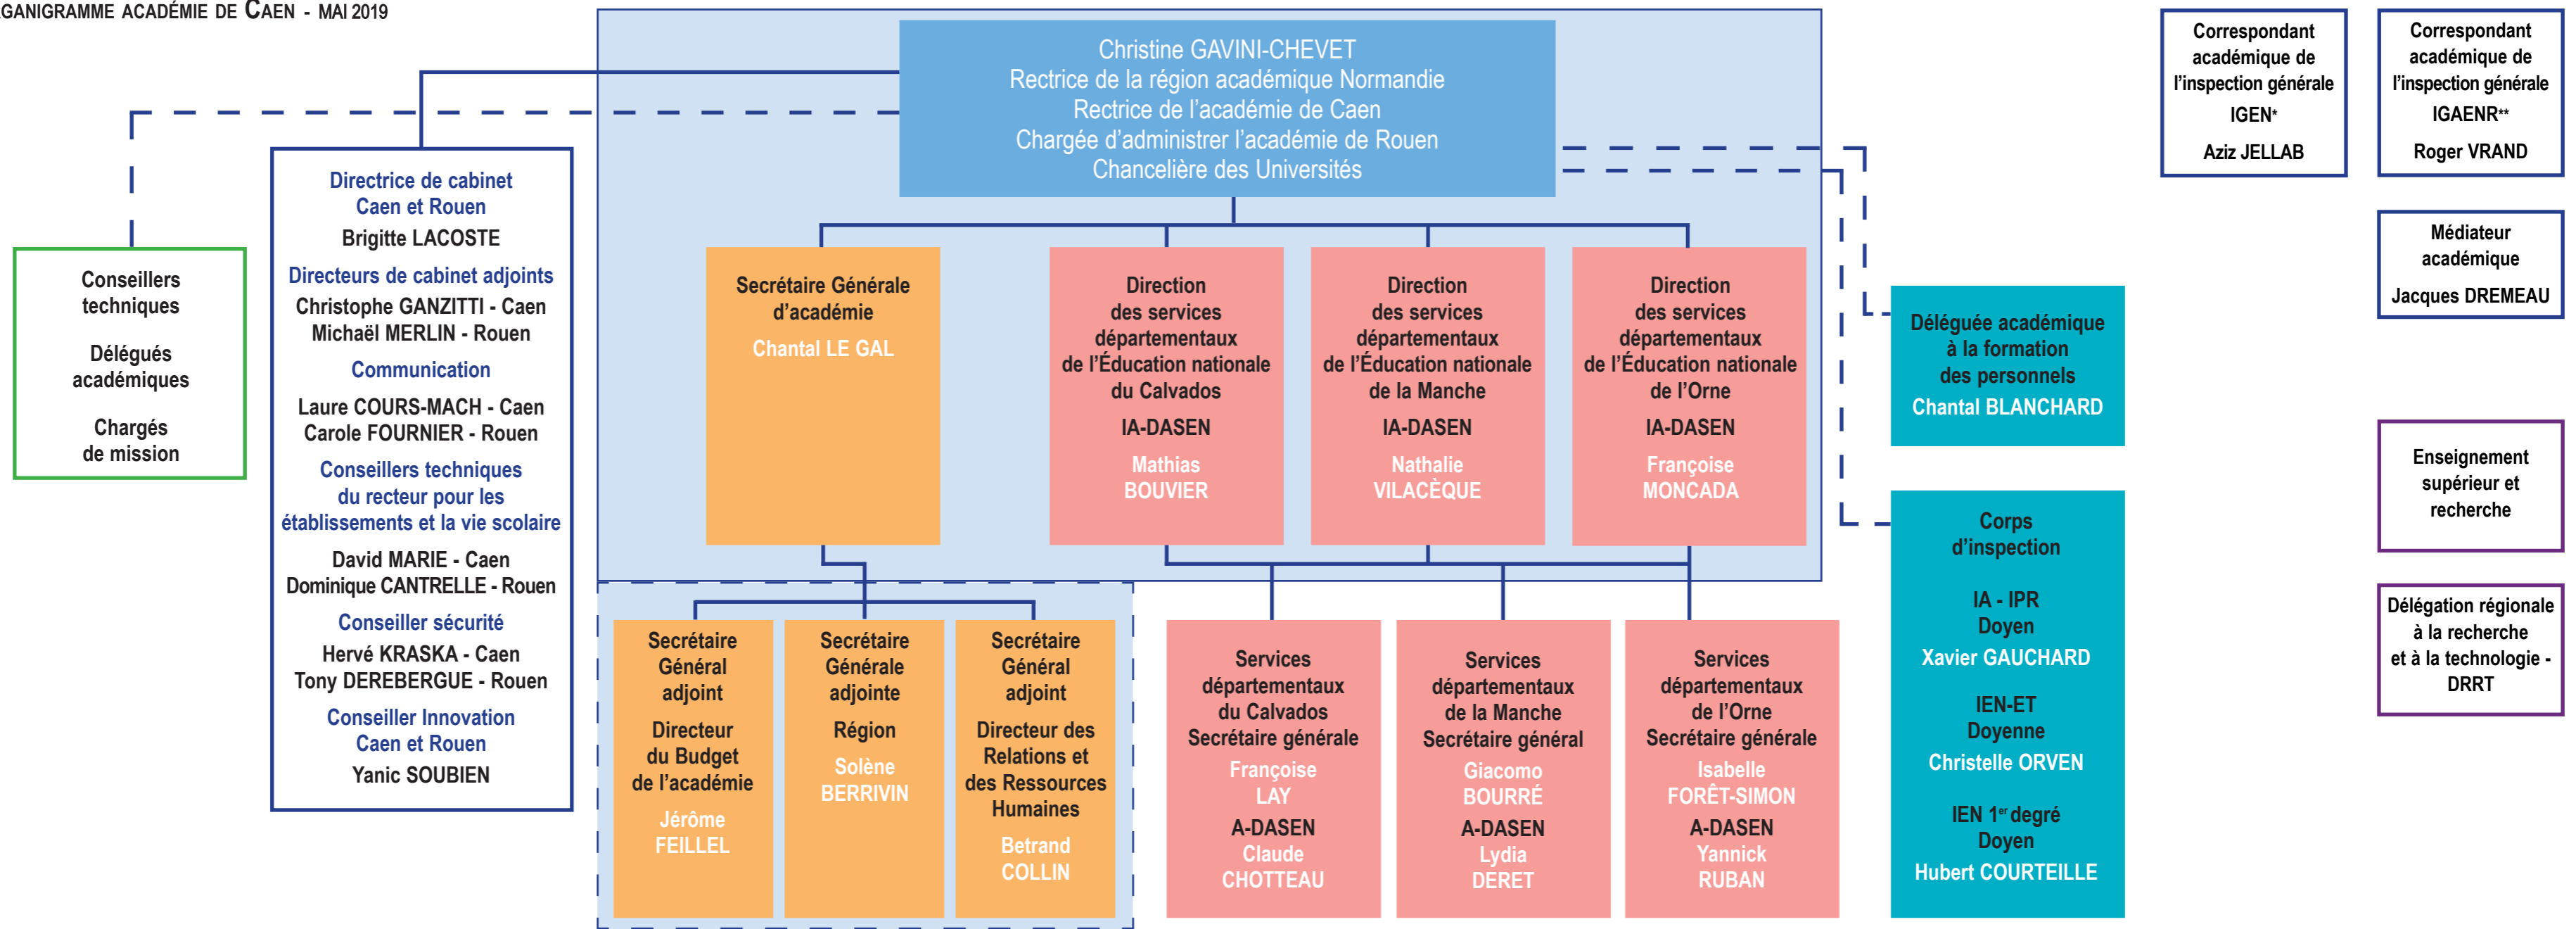 GANIGRAMME ACADÉMIE DE CAEN - MAI 2019
Christine GAVINI-CHEVET
Rectrice de la région académique Normandie
Rectrice de l'académie de Caen
Chargée d'administrer l'académie de Rouen
Chancelière des Universités
Conseillers
techniques
Délégués
académiques
Chargés
de mission
Directrice de cabinet
Caen et Rouen
Brigitte LACOSTE
Directeurs de cabinet adjoints
Christophe GANZITTI - Caen
Michaël MERLIN - Rouen
Communication
Laure COURS-MACH - Caen
Carole FOURNIER - Rouen
Conseillers techniques
du recteur pour les
établissements et la vie scolaire
David MARIE - Caen
Dominique CANTRELLE - Rouen
Conseiller sécurité
Hervé KRASKA - Caen
Tony DEREBERGUE - Rouen
Conseiller Innovation
Caen et Rouen
Yanic SOUBIEN
Secrétaire Générale
d'académie
Chantal LE GAL
Direction
des services
départementaux
de l'Éducation nationale
du Calvados
IA-DASEN
Mathias
BOUVIER
Direction
des services
départementaux
de l'Éducation nationale
de la Manche
IA-DASEN
Nathalie
VILACÈQUE
Direction
des services
départementaux
de l'Éducation nationale
de l'Orne
IA-DASEN
Françoise
MONCADA
Secrétaire
Général
adjoint
Directeur
du Budget
de l'académie
Jérôme
FEILLEL
Secrétaire
Générale
adjointe
Région
Solène
BERRIVIN
Secrétaire
Général
adjoint
Directeur des
Relations et
des Ressources
Humaines
Betrand
COLLIN
Services
départementaux
du Calvados
Secrétaire générale
Françoise
LAY
A-DASEN
Claude
CHOTTEAU
Services
départementaux
de la Manche
Secrétaire général
Giacomo
BOURRÉ
A-DASEN
Lydia
DERET
Services
départementaux
de l'Orne
Secrétaire générale
Isabelle
FORÊT-SIMON
A-DASEN
Yannick
RUBAN
Déléguée académique
à la formation
des personnels
Chantal BLANCHARD
Corps
d'inspection
IA - IPR
Doyen
Xavier GAUCHARD
IEN-ET
Doyenne
Christelle ORVEN
IEN 1er degré
Doyen
Hubert COURTEILLE
Correspondant
académique de
l'inspection générale
IGEN*
Aziz JELLAB
Correspondant
académique de
l'inspection générale
IGAENR**
Roger VRAND
Médiateur
académique
Jacques DREMEAU
Enseignement
supérieur et
recherche
Délégation régionale
à la recherche
et à la technologie -
DRRT